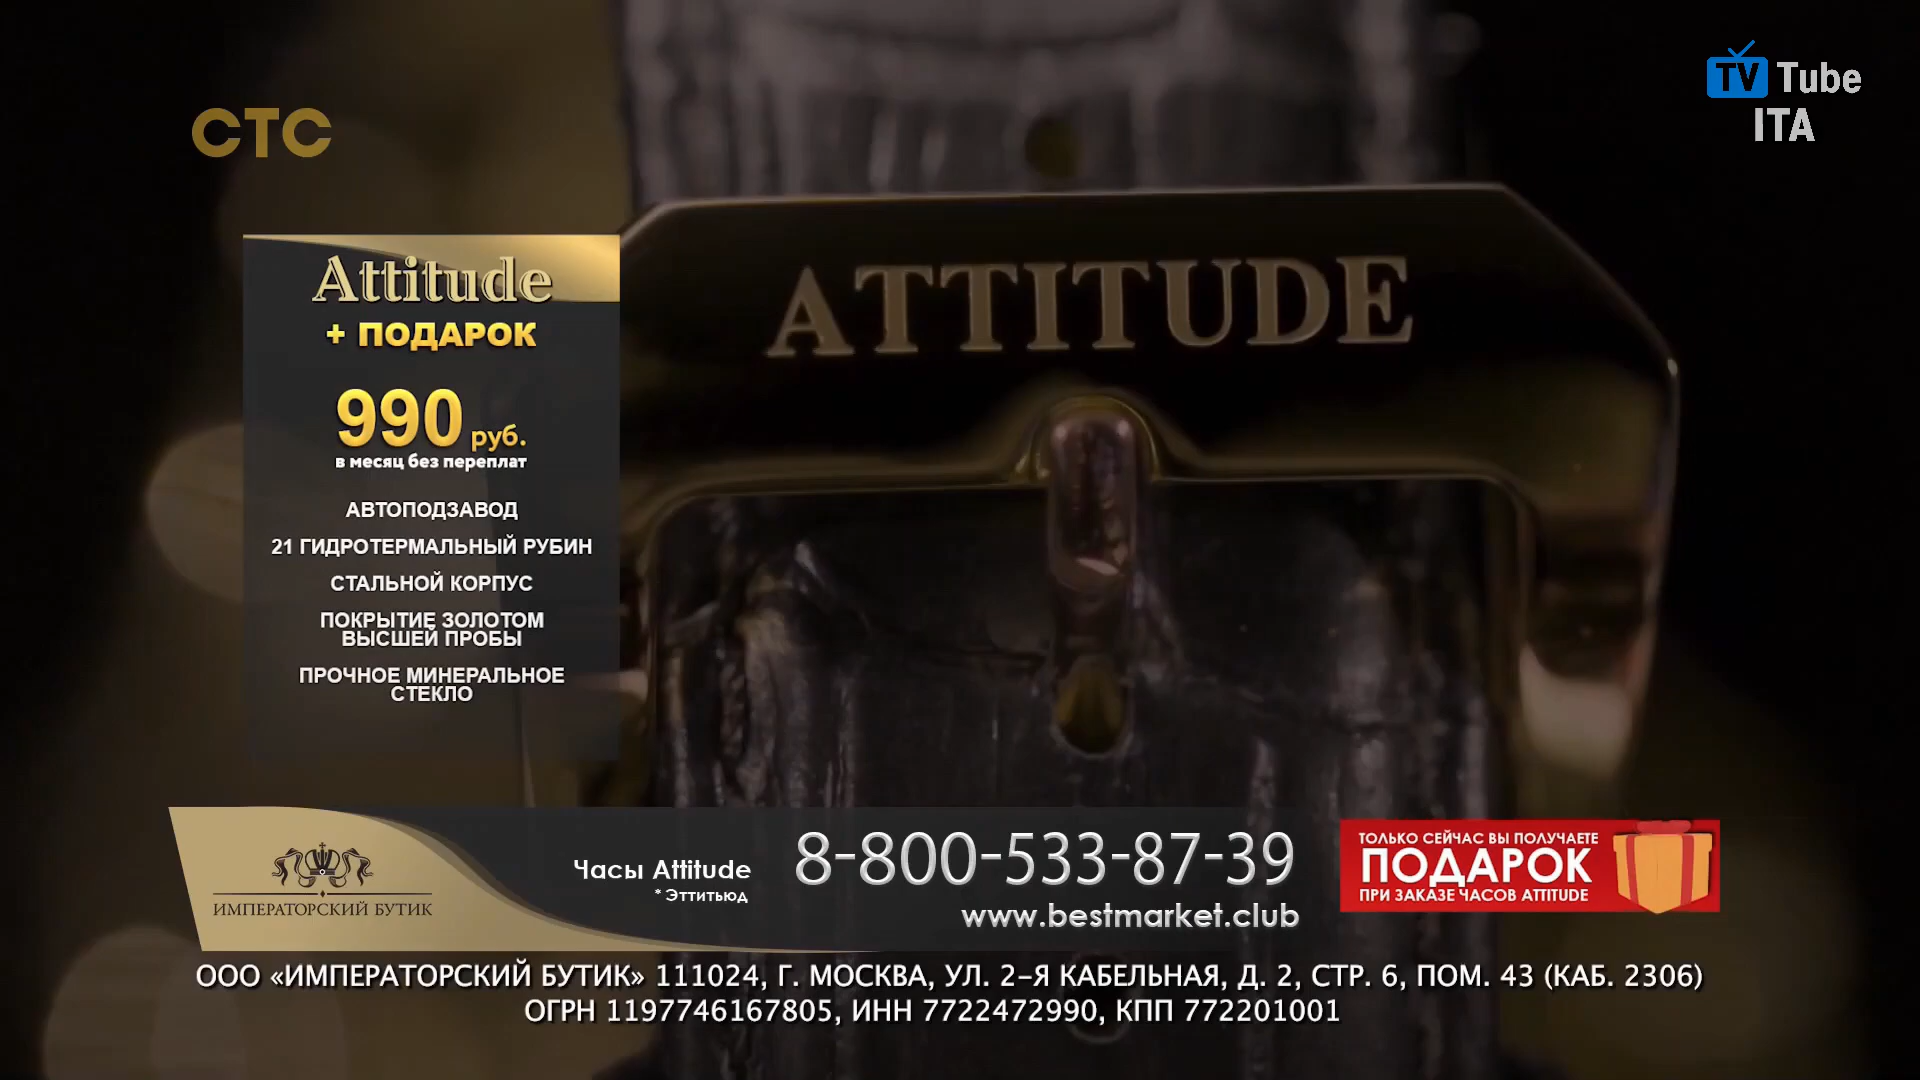 СТС
TV Tube
ITA
Attitude
+ ПОДАРОК
990 руб.
в месяц без переплат
АВТОПОДЗАВОД
21 ГИДРОТЕРМАЛЬНЫЙ РУБИН
СТАЛЬНОЙ КОРПУС
ПОКРЫТИЕ ЗОЛОТОМ
ВЫСШЕЙ ПРОБЫ
ПРОЧНОЕ МИНЕРАЛЬНОЕ
СТЕКЛО
ATTITUDE
ИМПЕРАТОРСКИЙ БУТИК
Часы Attitude
* Эттитьюд
8-800-533-87-39
www.bestmarket.club
ТОЛЬКО СЕЙЧАС ВЫ ПОЛУЧАЕТЕ
ПОДАРОК
ПРИ ЗАКАЗЕ ЧАСОВ ATTITUDE
ООО «ИМПЕРАТОРСКИЙ БУТИК» 111024, Г. МОСКВА, УЛ. 2-Я КАБЕЛЬНАЯ, Д. 2, СТР. 6, ПОМ. 43 (КАБ. 2306)
ОГРН 1197746167805, ИНН 7722472990, КПП 772201001